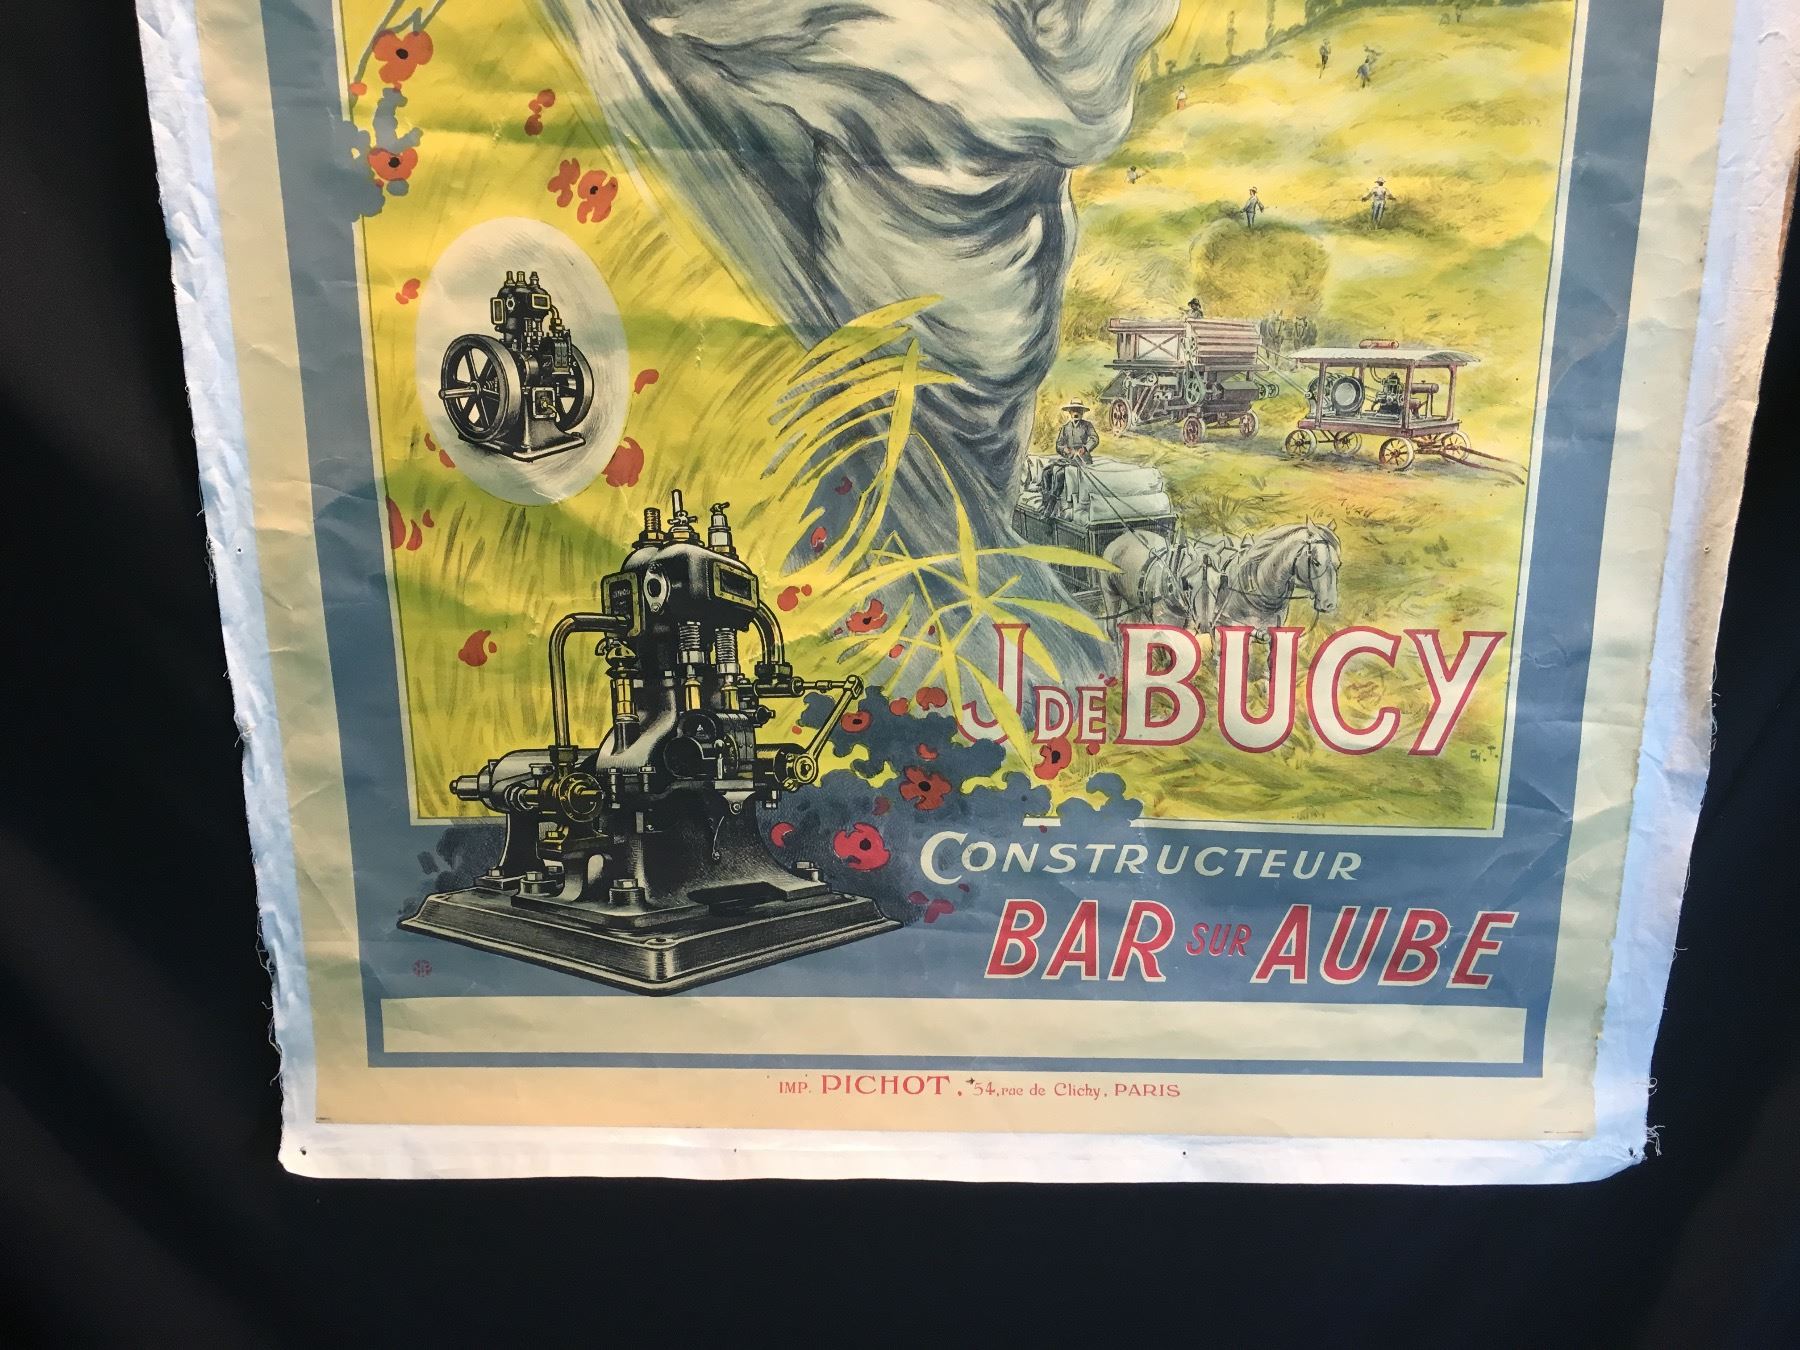 J DE BUCY
CONSTRUCTEUR
BAR SUR AUBE
IMP. PICHOT, 54, rue de Clichy, PARIS